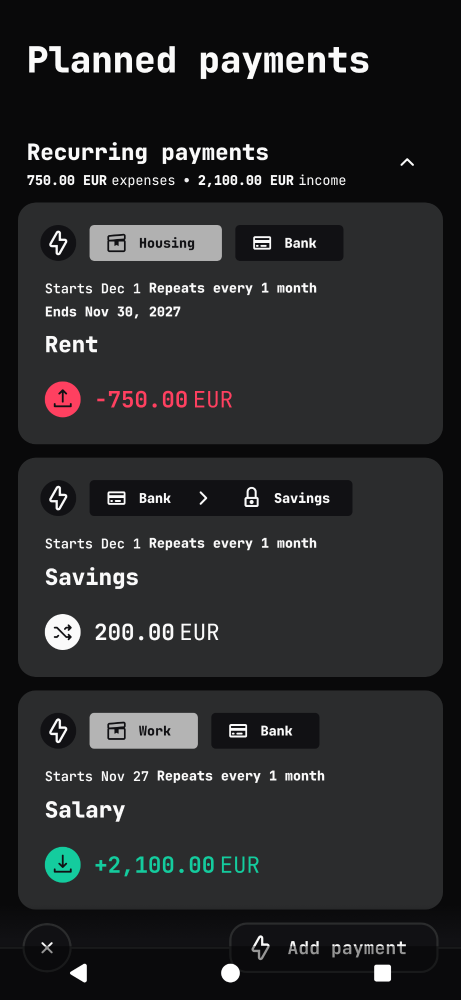 Planned payments
Recurring payments
750.00 EUR expenses • 2,100.00 EUR income
Housing Bank
Starts Dec 1 Repeats every 1 month
Ends Nov 30, 2027
Rent
-750.00 EUR
Bank > Savings
Starts Dec 1 Repeats every 1 month
Savings
200.00 EUR
Work Bank
Starts Nov 27 Repeats every 1 month
Salary
+2,100.00 EUR
Add payment